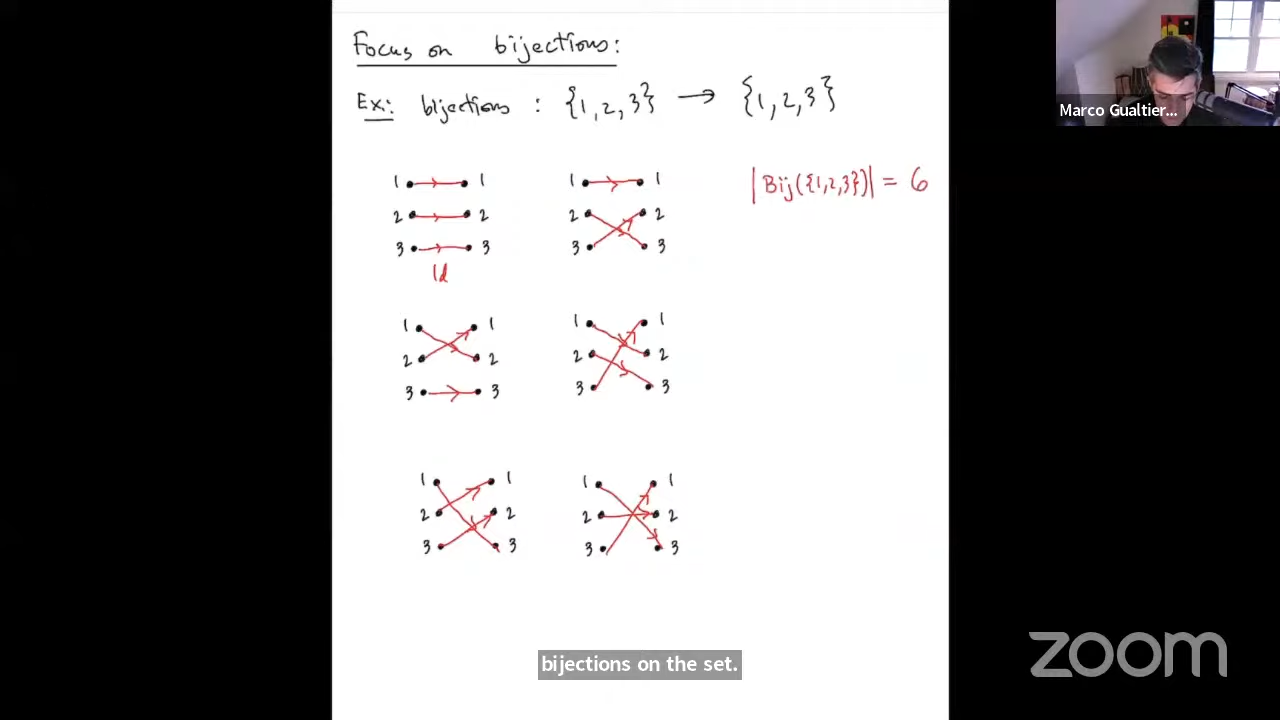 Focus on bijections:
Ex: bijections : {1, 2, 3} → {1, 2, 3}
1 1 1 1
2 2 2 2
3 3 3 3
Id
|Bij({1,2,3})| = 6
1 1 1 1
2 2 2 2
3 3 3 3
1 1 1 1
2 2 2 2
3 3 3 3
bijections on the set.
Marco Gualtier...
zoom